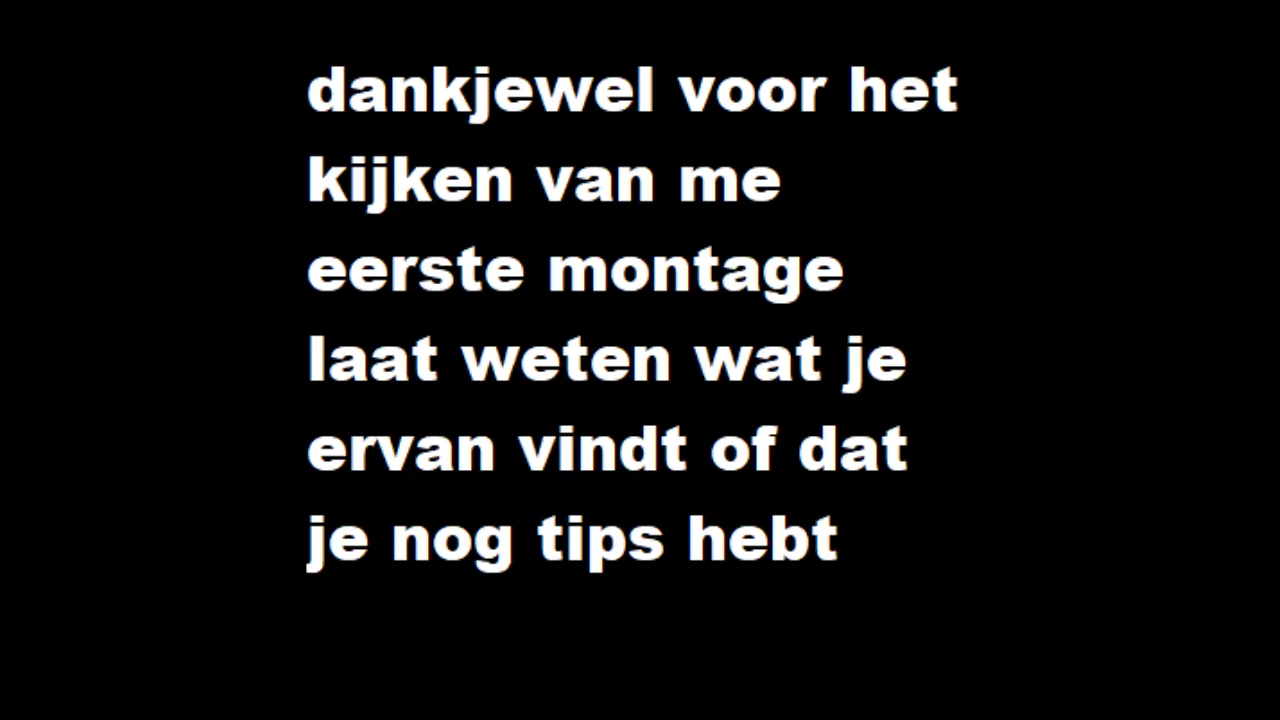 dankjewel voor het
kijken van me
eerste montage
laat weten wat je
ervan vindt of dat
je nog tips hebt